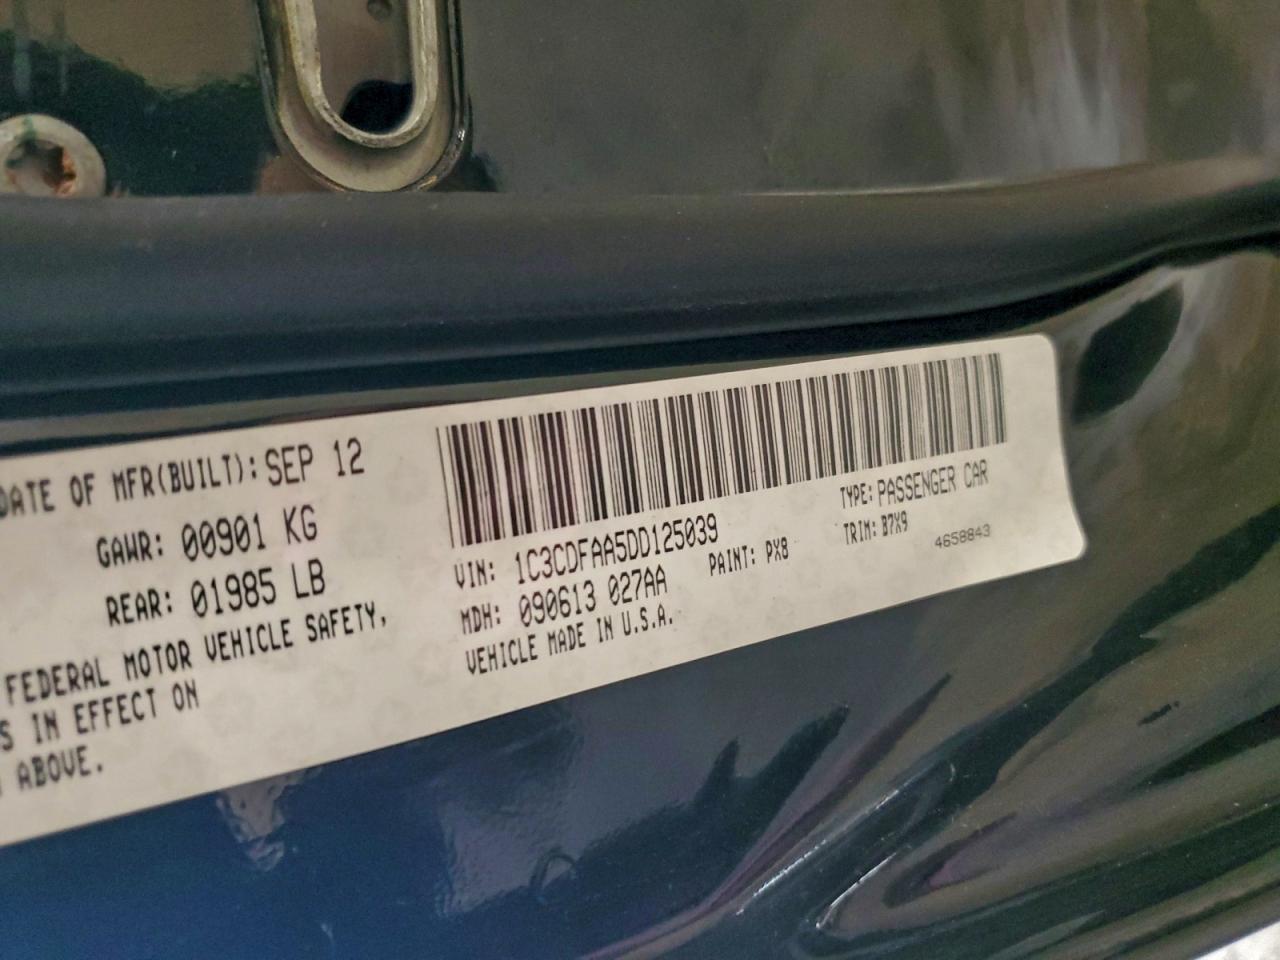 DATE OF MFR(BUILT): SEP 12
GAWR: 00901 KG
REAR: 01985 LB
FEDERAL MOTOR VEHICLE SAFETY,
S IN EFFECT ON
ABOVE.
VIN: 1C3CDFAA5DD125039
MDH: 090613 027AA
VEHICLE MADE IN U.S.A.
PAINT: PX8
TYPE: PASSENGER CAR
TRIM: B7X9
4658843